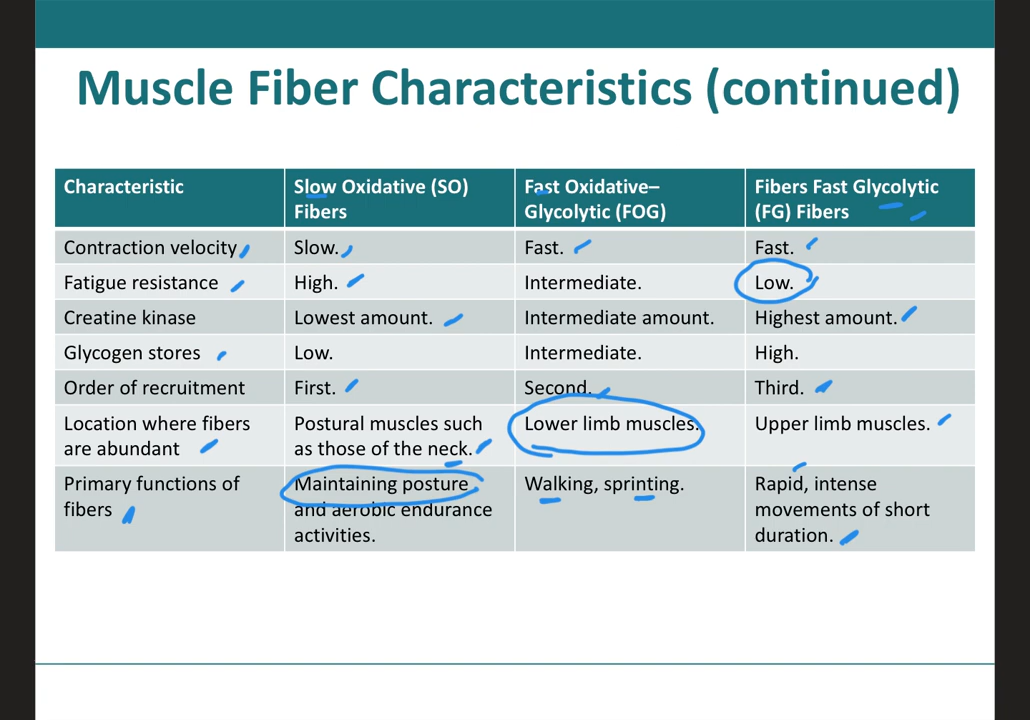 Muscle Fiber Characteristics (continued)
Characteristic
Slow Oxidative (SO)
Fibers
Fast Oxidative–
Glycolytic (FOG)
Fibers Fast Glycolytic
(FG) Fibers
Contraction velocity
Slow.
Fast.
Fast.
Fatigue resistance
High.
Intermediate.
Low.
Creatine kinase
Lowest amount.
Intermediate amount.
Highest amount.
Glycogen stores
Low.
Intermediate.
High.
Order of recruitment
First.
Second.
Third.
Location where fibers
are abundant
Postural muscles such
as those of the neck.
Lower limb muscles.
Upper limb muscles.
Primary functions of
fibers
Maintaining posture
and aerobic endurance
activities.
Walking, sprinting.
Rapid, intense
movements of short
duration.